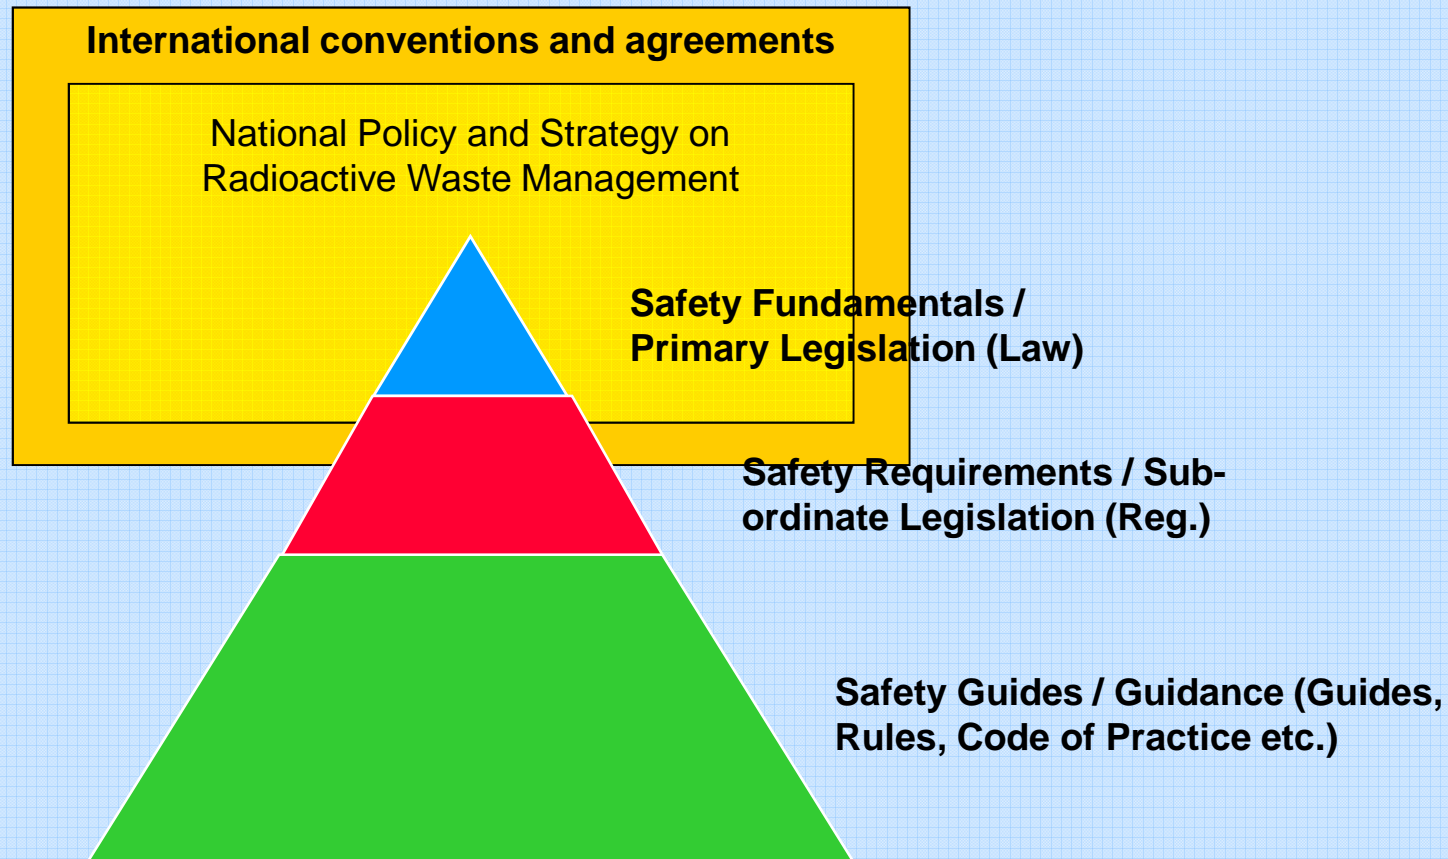 International conventions and agreements
National Policy and Strategy on
Radioactive Waste Management
Safety Fundamentals /
Primary Legislation (Law)
Safety Requirements / Sub-
ordinate Legislation (Reg.)
Safety Guides / Guidance (Guides,
Rules, Code of Practice etc.)